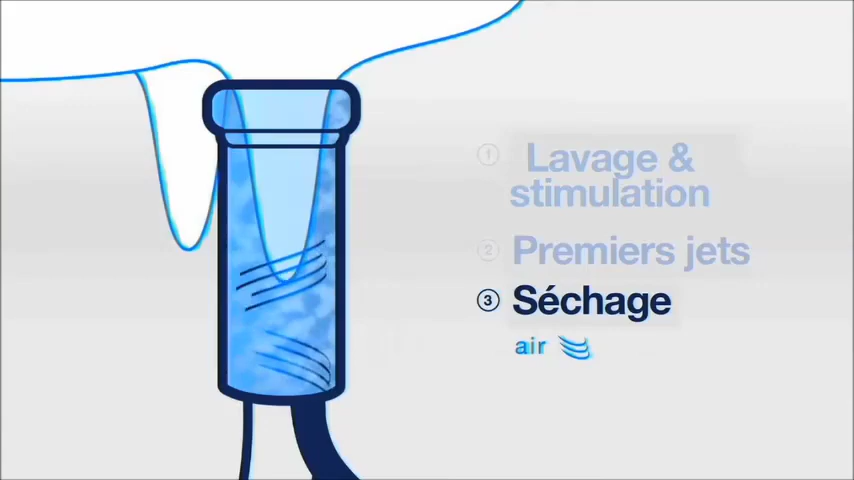 ① Lavage &
stimulation
② Premiers jets
③ Séchage
air